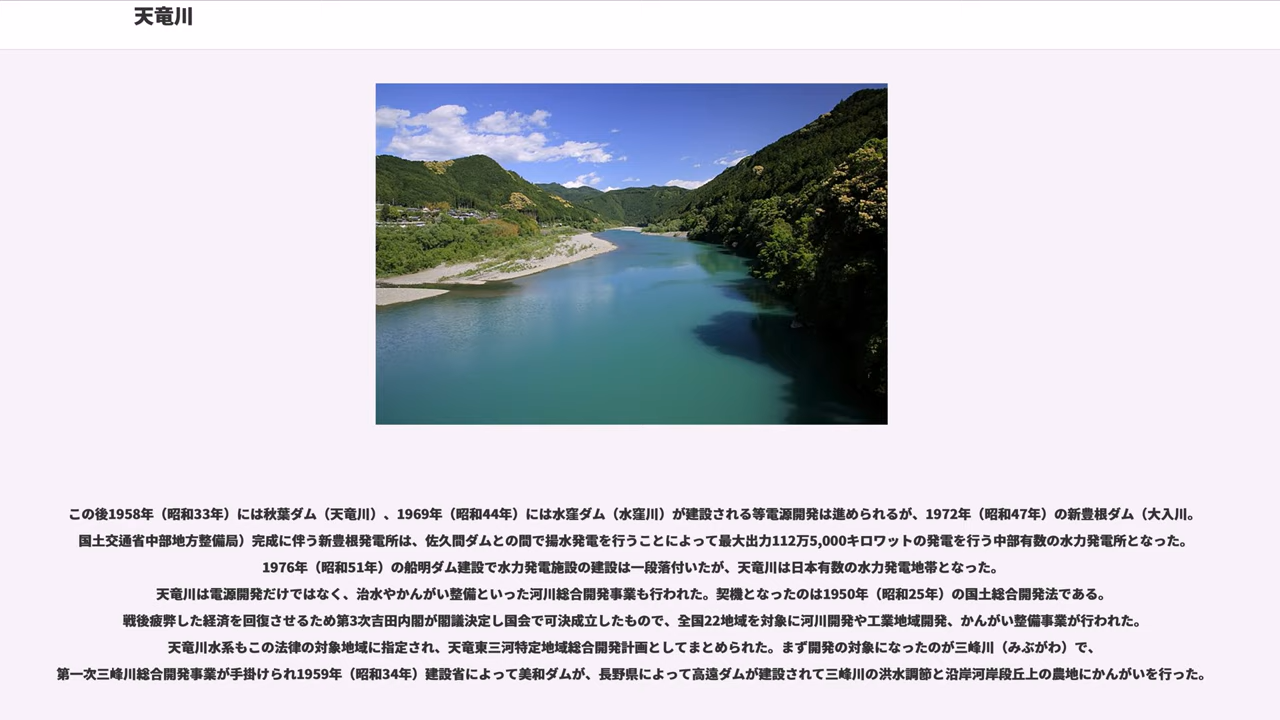 天竜川
この後1958年（昭和33年）には秋葉ダム（天竜川）、1969年（昭和44年）には水窪ダム（水窪川）が建設される等電源開発は進められるが、1972年（昭和47年）の新豊根ダム（大入川。
国土交通省中部地方整備局）完成に伴う新豊根発電所は、佐久間ダムとの間で揚水発電を行うことによって最大出力112万5,000キロワットの発電を行う中部有数の水力発電所となった。
1976年（昭和51年）の船明ダム建設で水力発電施設の建設は一段落付いたが、天竜川は日本有数の水力発電地帯となった。
天竜川は電源開発だけではなく、治水やかんがい整備といった河川総合開発事業も行われた。契機となったのは1950年（昭和25年）の国土総合開発法である。
戦後疲弊した経済を回復させるため第3次吉田内閣が閣議決定し国会で可決成立したもので、全国22地域を対象に河川開発や工業地域開発、かんがい整備事業が行われた。
天竜川水系もこの法律の対象地域に指定され、天竜東三河特定地域総合開発計画としてまとめられた。まず開発の対象になったのが三峰川（みぶがわ）で、
第一次三峰川総合開発事業が手掛けられ1959年（昭和34年）建設省によって美和ダムが、長野県によって高遠ダムが建設されて三峰川の洪水調節と沿岸河岸段丘上の農地にかんがいを行った。